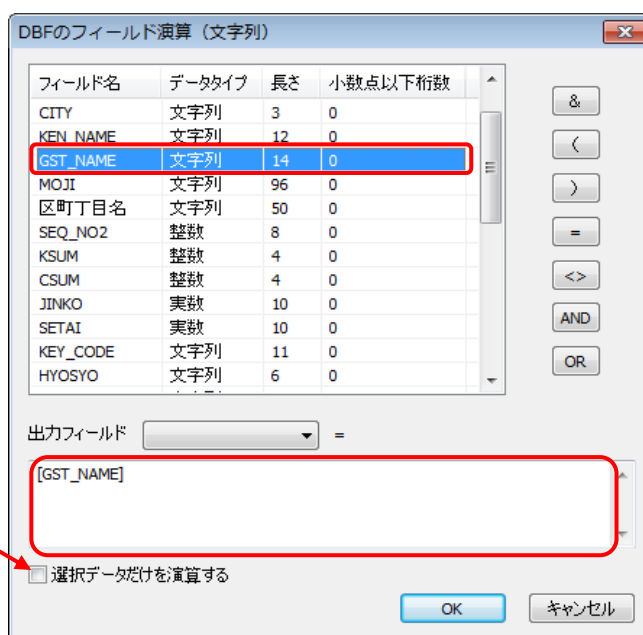 DBFのフィールド演算（文字列）
フィールド名 データタイプ 長さ 小数点以下桁数
CITY 文字列 3 0
KEN_NAME 文字列 12 0
GST_NAME 文字列 14 0
MOJI 文字列 96 0
区町丁目名 文字列 50 0
SEQ_NO2 整数 8 0
KSUM 整数 4 0
CSUM 整数 4 0
JINKO 実数 10 0
SETAI 実数 10 0
KEY_CODE 文字列 11 0
HYOSYO 文字列 6 0
&
(
)
=
<>
AND
OR
出力フィールド =
[GST_NAME]
選択データだけを演算する
OK キャンセル